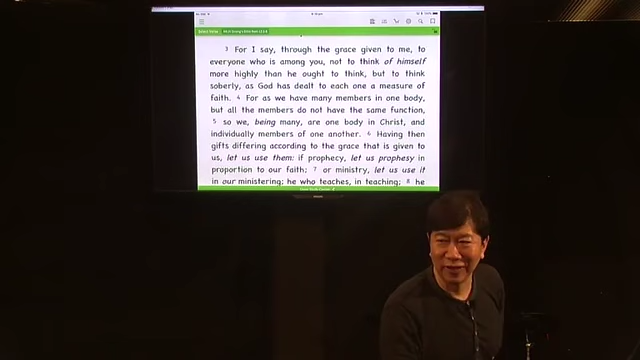 3 For I say, through the grace given to me, to
everyone who is among you, not to think of himself
more highly than he ought to think, but to think
soberly, as God has dealt to each one a measure of
faith. 4 For as we have many members in one body,
but all the members do not have the same function,
5 so we, being many, are one body in Christ, and
individually members of one another. 6 Having then
gifts differing according to the grace that is given to
us, let us use them: if prophecy, let us prophesy in
proportion to our faith; 7 or ministry, let us use it
in our ministering; he who teaches, in teaching; 8 he